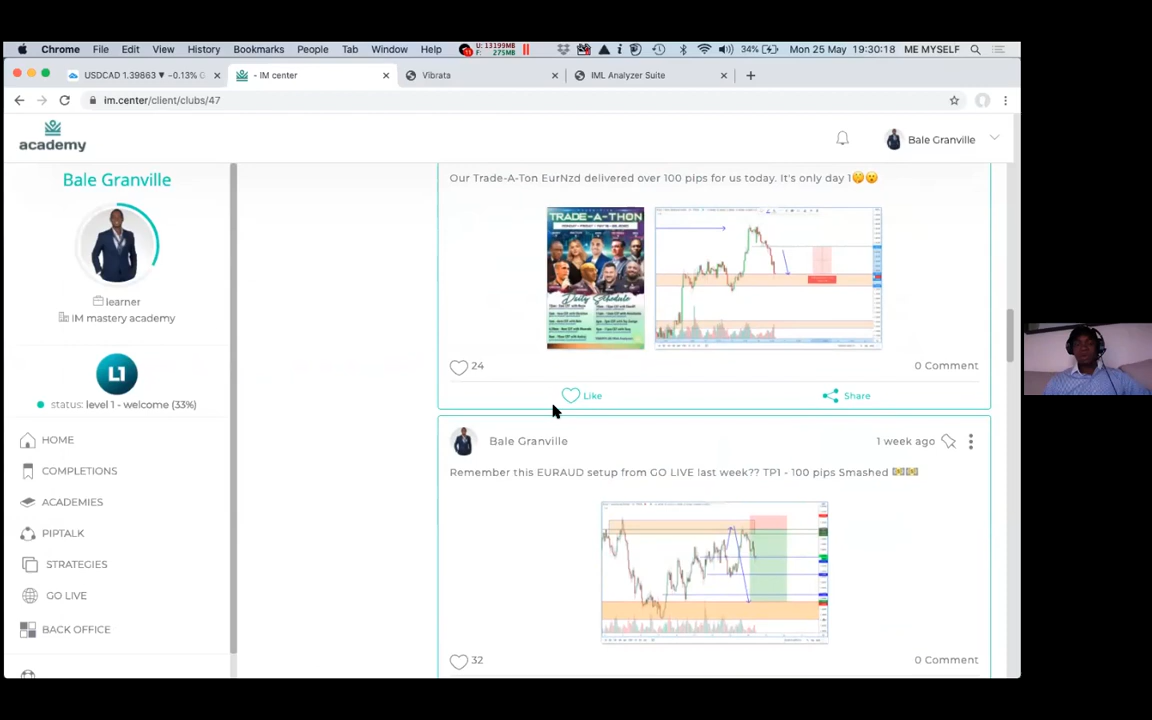 Chrome File Edit View History Bookmarks People Tab Window Help U: 13199MB F: 275MB 34% Mon 25 May 19:30:18 ME MYSELF
USDCAD 1.39863 ▼ −0.13% - IM center Vibrata IML Analyzer Suite
im.center/client/clubs/47
academy
Bale Granville
Bale Granville
learner
IM mastery academy
L1
status: level 1 - welcome (33%)
HOME
COMPLETIONS
ACADEMIES
PIPTALK
STRATEGIES
GO LIVE
BACK OFFICE
Our Trade-A-Ton EurNzd delivered over 100 pips for us today. It's only day 1
TRADE-A-THON
Daily Schedule
24 0 Comment
Like Share
Bale Granville 1 week ago
Remember this EURAUD setup from GO LIVE last week?? TP1 - 100 pips Smashed
32 0 Comment